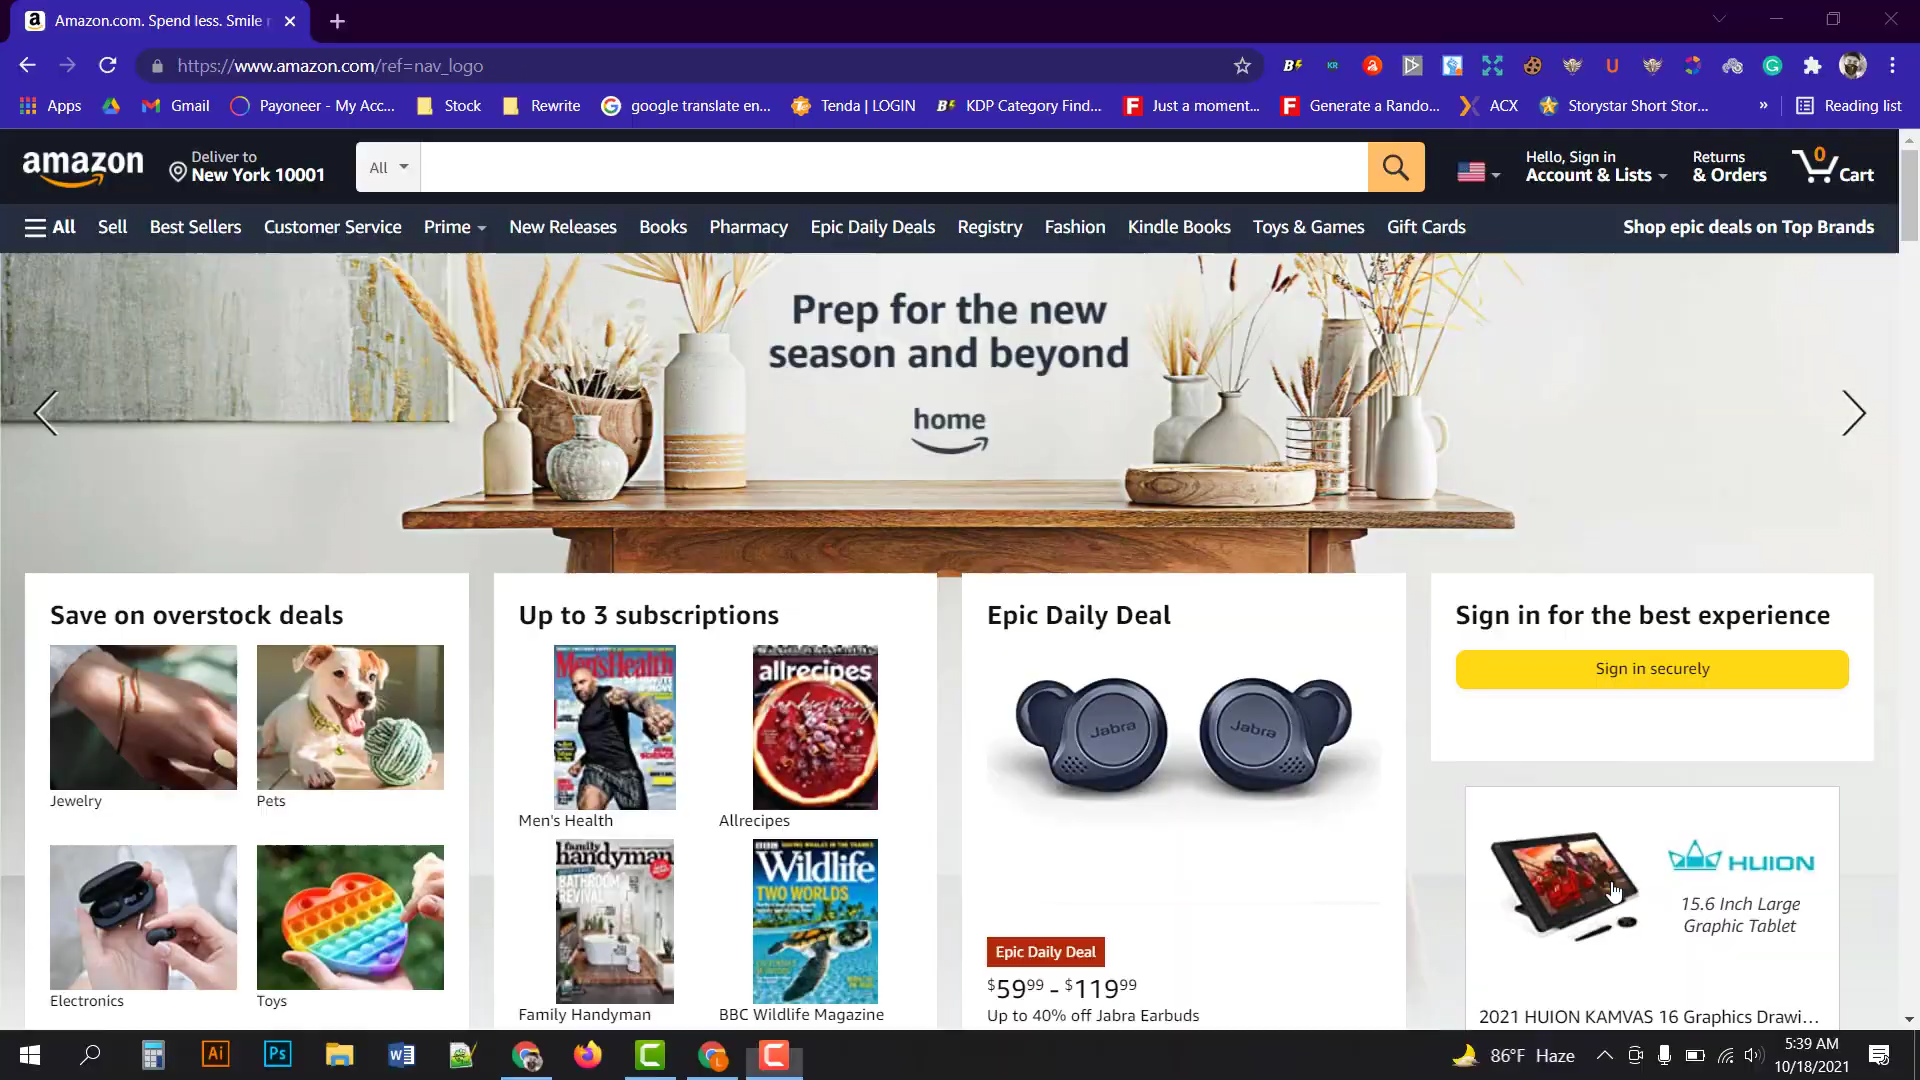 Amazon.com. Spend less. Smile
https://www.amazon.com/ref=nav_logo
Apps
Gmail
Payoneer - My Acc...
Stock
Rewrite
google translate en...
Tenda | LOGIN
KDP Category Find...
Just a moment...
Generate a Rando...
ACX
Storystar Short Stor...
»
Reading list
amazon
Deliver to
New York 10001
All
Hello, Sign in
Account & Lists
Returns
& Orders
0
Cart
All
Sell
Best Sellers
Customer Service
Prime
New Releases
Books
Pharmacy
Epic Daily Deals
Registry
Fashion
Kindle Books
Toys & Games
Gift Cards
Shop epic deals on Top Brands
Prep for the new
season and beyond
home
Save on overstock deals
Jewelry
Pets
Electronics
Toys
Up to 3 subscriptions
Men'sHealth
allrecipes
Men's Health
Allrecipes
family
handyman
BATHROOM
REVIVAL
Wildlife
TWO WORLDS
Family Handyman
BBC Wildlife Magazine
Epic Daily Deal
Jabra
Jabra
Epic Daily Deal
$59⁹⁹ - $119⁹⁹
Up to 40% off Jabra Earbuds
Sign in for the best experience
Sign in securely
HUION
15.6 Inch Large
Graphic Tablet
2021 HUION KAMVAS 16 Graphics Drawi...
Ai
Ps
86°F Haze
5:39 AM
10/18/2021